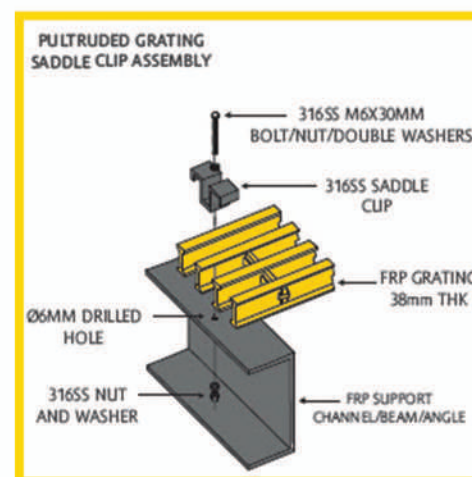 PULTRUDED GRATING
SADDLE CLIP ASSEMBLY
316SS M6X30MM
BOLT/NUT/DOUBLE WASHERS
316SS SADDLE
CLIP
FRP GRATING
38mm THK
Ø6MM DRILLED
HOLE
316SS NUT
AND WASHER
FRP SUPPORT
CHANNEL/BEAM/ANGLE